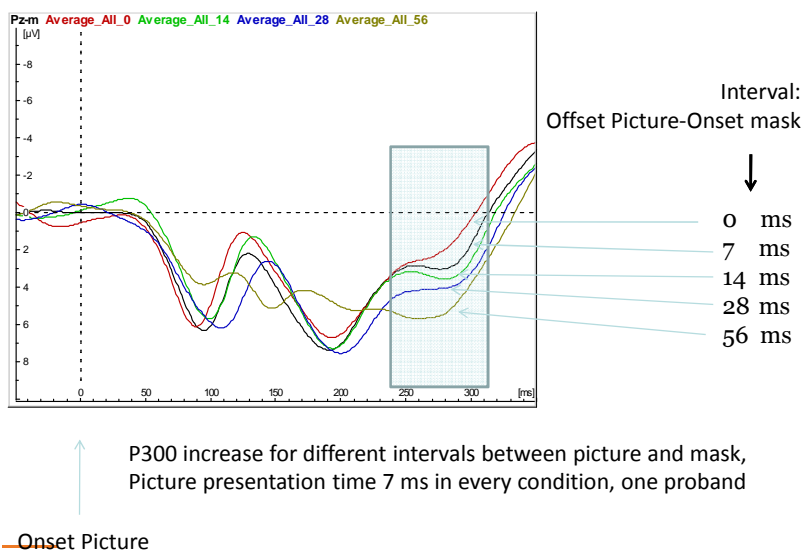 Pz-m Average_All_0 Average_All_14 Average_All_28 Average_All_56
[µV]
-8
-6
-4
-2
0
2
4
6
8
0 50 100 150 200 250 300 [ms]
Interval:
Offset Picture-Onset mask
0 ms
7 ms
14 ms
28 ms
56 ms
P300 increase for different intervals between picture and mask,
Picture presentation time 7 ms in every condition, one proband
Onset Picture